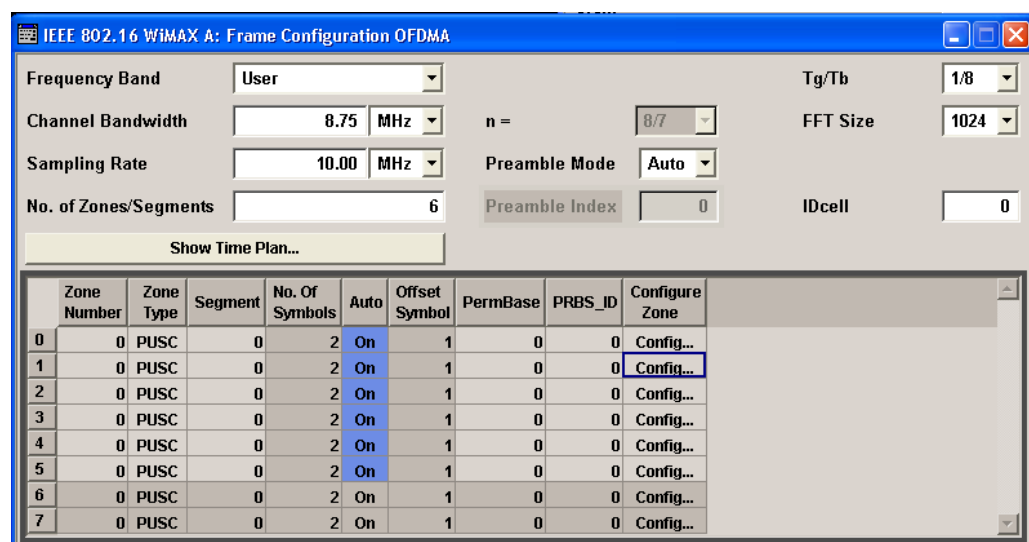 IEEE 802.16 WiMAX A: Frame Configuration OFDMA
Frequency Band User Tg/Tb 1/8
Channel Bandwidth 8.75 MHz n = 8/7 FFT Size 1024
Sampling Rate 10.00 MHz Preamble Mode Auto
No. of Zones/Segments 6 Preamble Index 0 IDcell 0
Show Time Plan...
Zone Number Zone Type Segment No. Of Symbols Auto Offset Symbol PermBase PRBS_ID Configure Zone
0 0 PUSC 0 2 On 1 0 0 Config...
1 0 PUSC 0 2 On 1 0 0 Config...
2 0 PUSC 0 2 On 1 0 0 Config...
3 0 PUSC 0 2 On 1 0 0 Config...
4 0 PUSC 0 2 On 1 0 0 Config...
5 0 PUSC 0 2 On 1 0 0 Config...
6 0 PUSC 0 2 On 1 0 0 Config...
7 0 PUSC 0 2 On 1 0 0 Config...